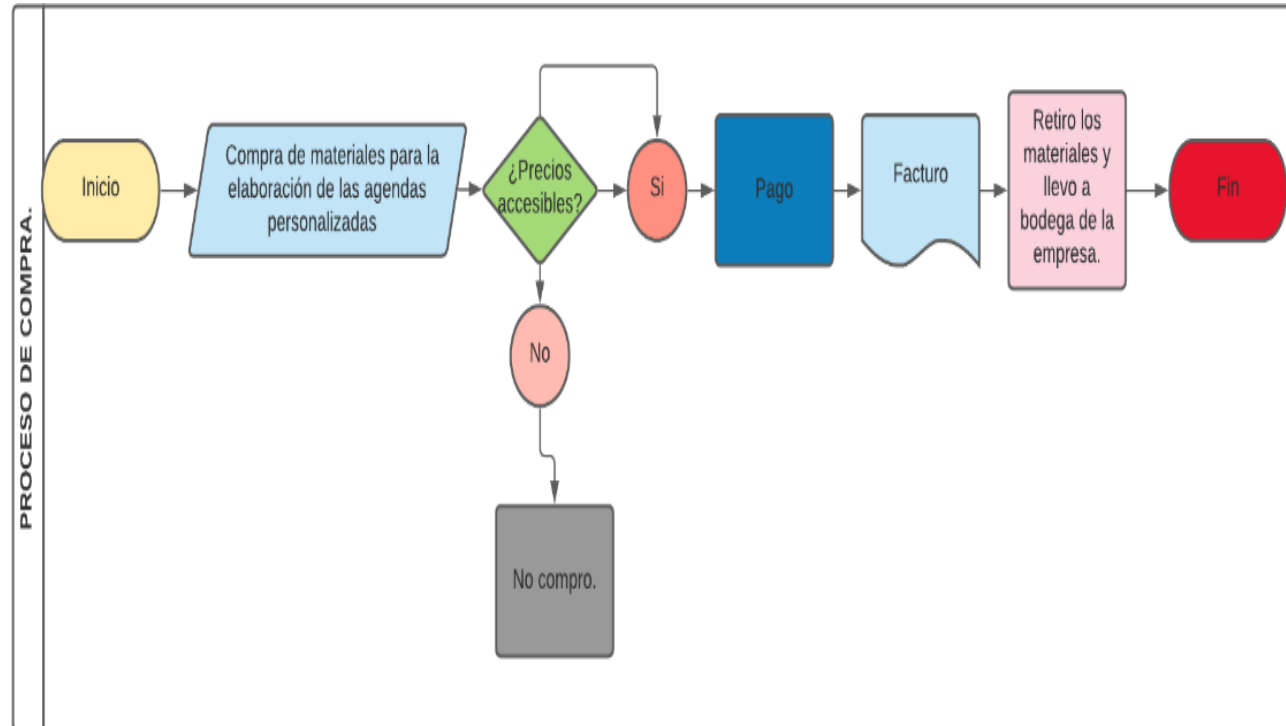 PROCESO DE COMPRA.
Inicio
Compra de materiales para la
elaboración de las agendas
personalizadas
¿Precios
accesibles?
Si
Pago
Facturo
Retiro los
materiales y
llevo a
bodega de la
empresa.
Fin
No
No compro.